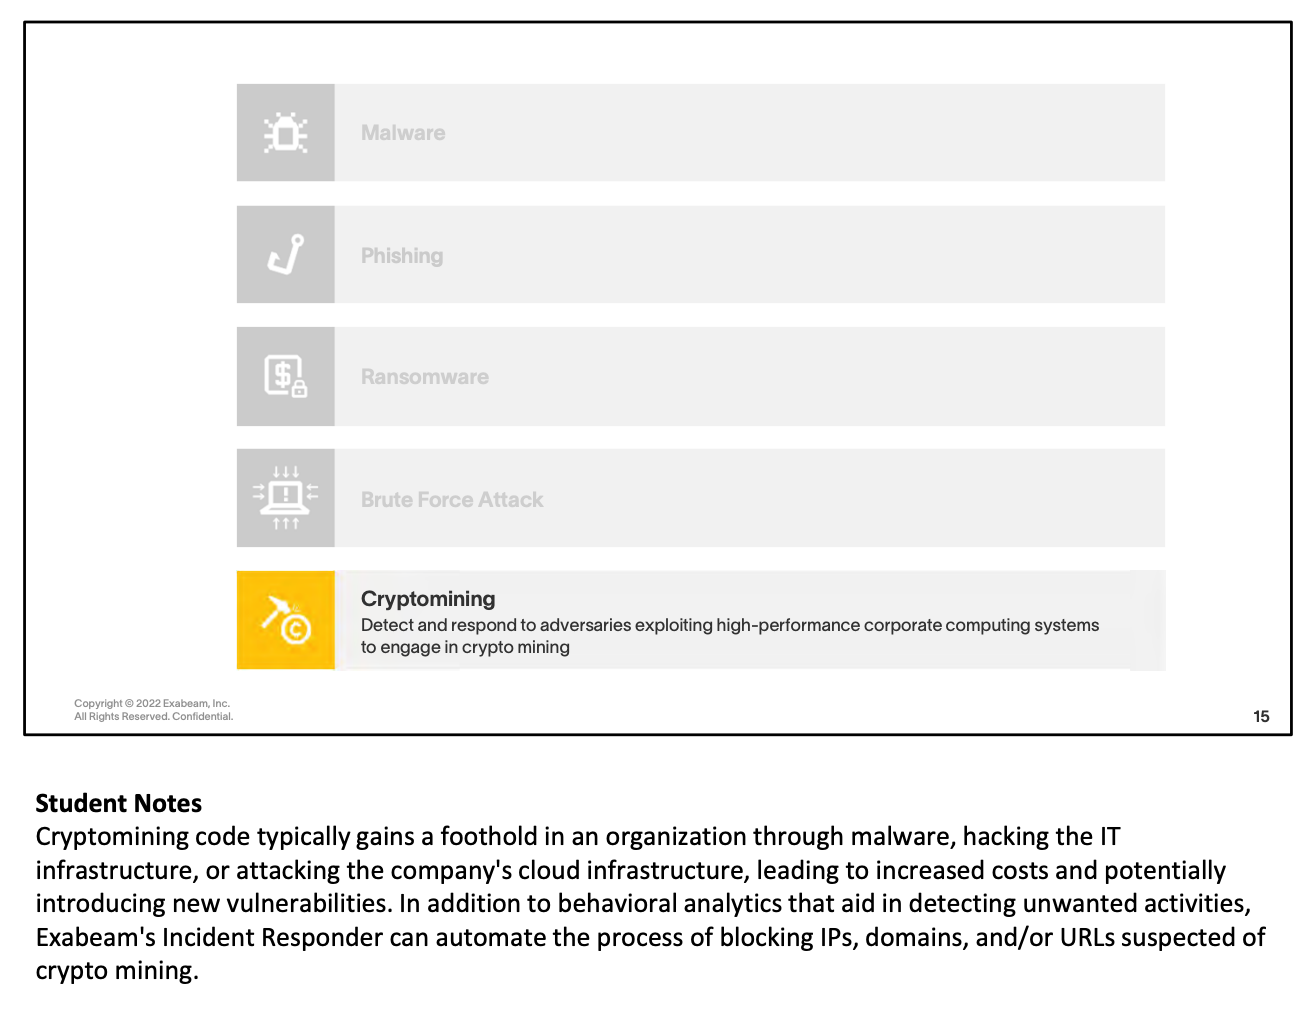 Malware
Phishing
Ransomware
Brute Force Attack
Cryptomining
Detect and respond to adversaries exploiting high-performance corporate computing systems
to engage in crypto mining
Copyright © 2022 Exabeam, Inc.
All Rights Reserved. Confidential.
15
Student Notes
Cryptomining code typically gains a foothold in an organization through malware, hacking the IT
infrastructure, or attacking the company's cloud infrastructure, leading to increased costs and potentially
introducing new vulnerabilities. In addition to behavioral analytics that aid in detecting unwanted activities,
Exabeam's Incident Responder can automate the process of blocking IPs, domains, and/or URLs suspected of
crypto mining.